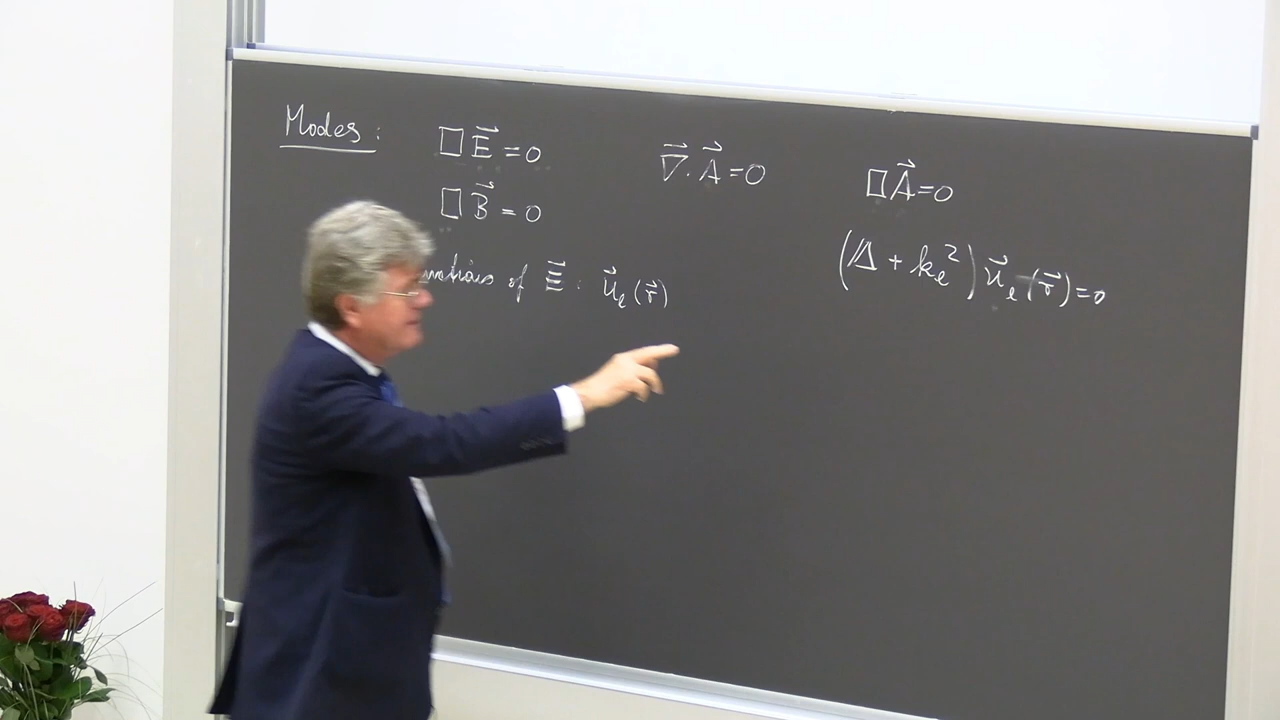 Modes: □E⃗=0 ∇⃗·A⃗=0 □A⃗=0
□B⃗=0
of E⃗: u⃗ₗ(r⃗) (Δ+kₗ²)u⃗ₗ(r⃗)=0